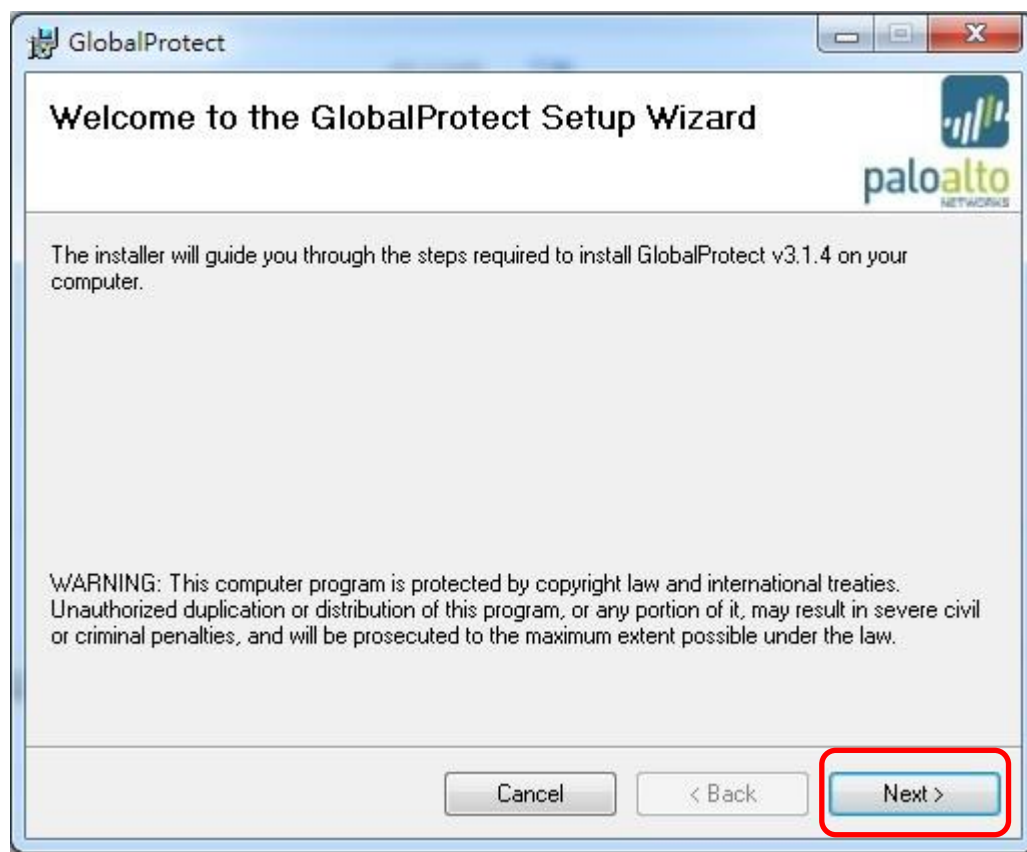 GlobalProtect
Welcome to the GlobalProtect Setup Wizard
paloalto
NETWORKS
The installer will guide you through the steps required to install GlobalProtect v3.1.4 on your
computer.
WARNING: This computer program is protected by copyright law and international treaties.
Unauthorized duplication or distribution of this program, or any portion of it, may result in severe civil
or criminal penalties, and will be prosecuted to the maximum extent possible under the law.
Cancel
< Back
Next >